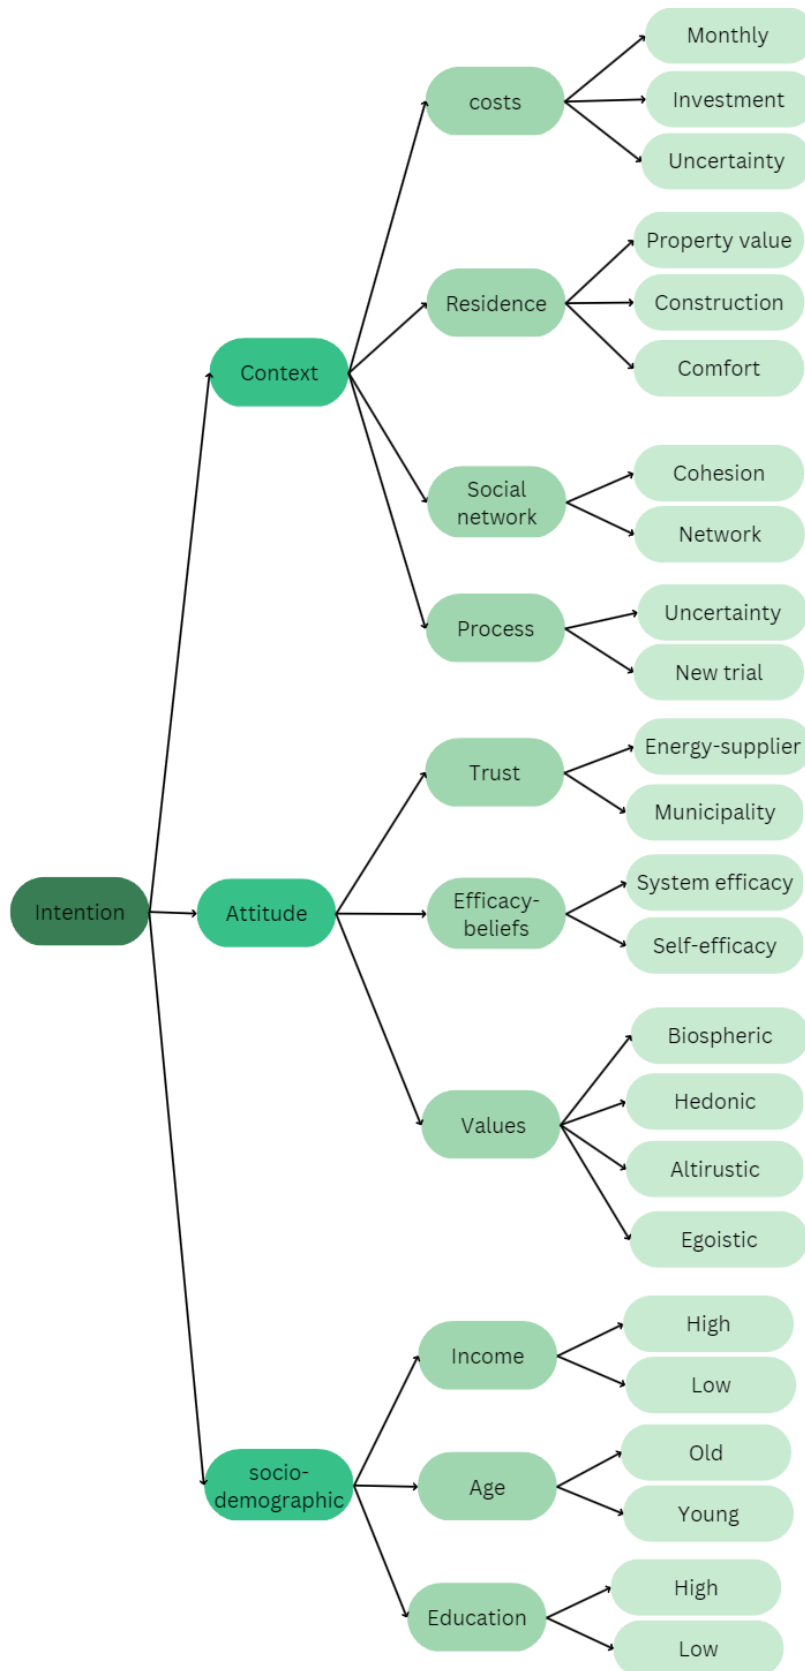 Monthly
costs
Investment
Uncertainty
Property value
Residence
Construction
Context
Comfort
Cohesion
Social
network
Network
Uncertainty
Process
New trial
Energy-supplier
Trust
Municipality
System efficacy
Intention
Attitude
Efficacy-
beliefs
Self-efficacy
Biospheric
Hedonic
Values
Altirustic
Egoistic
High
Income
Low
Old
socio-
demographic
Age
Young
High
Education
Low